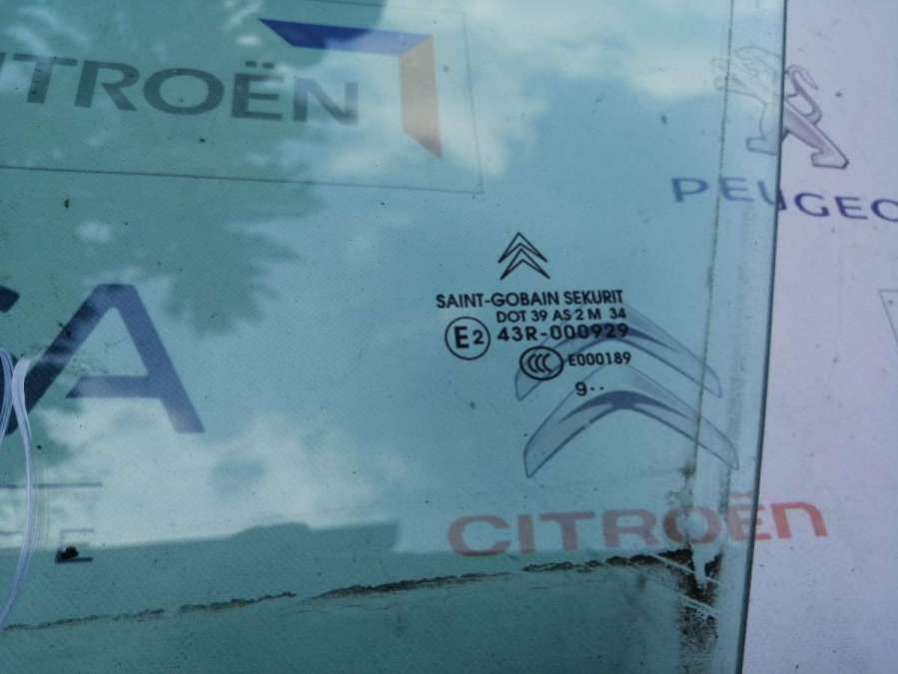 CITROËN
PEUGEO
SAINT-GOBAIN SEKURIT
DOT 39 AS 2 M 34
E2 43R-000929
CCC E000189
9··
CITROËN